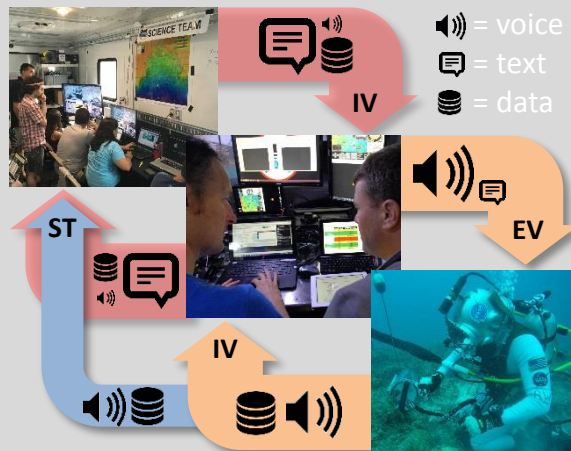 SCIENCE TEAM
= voice
= text
= data
IV
EV
ST
IV